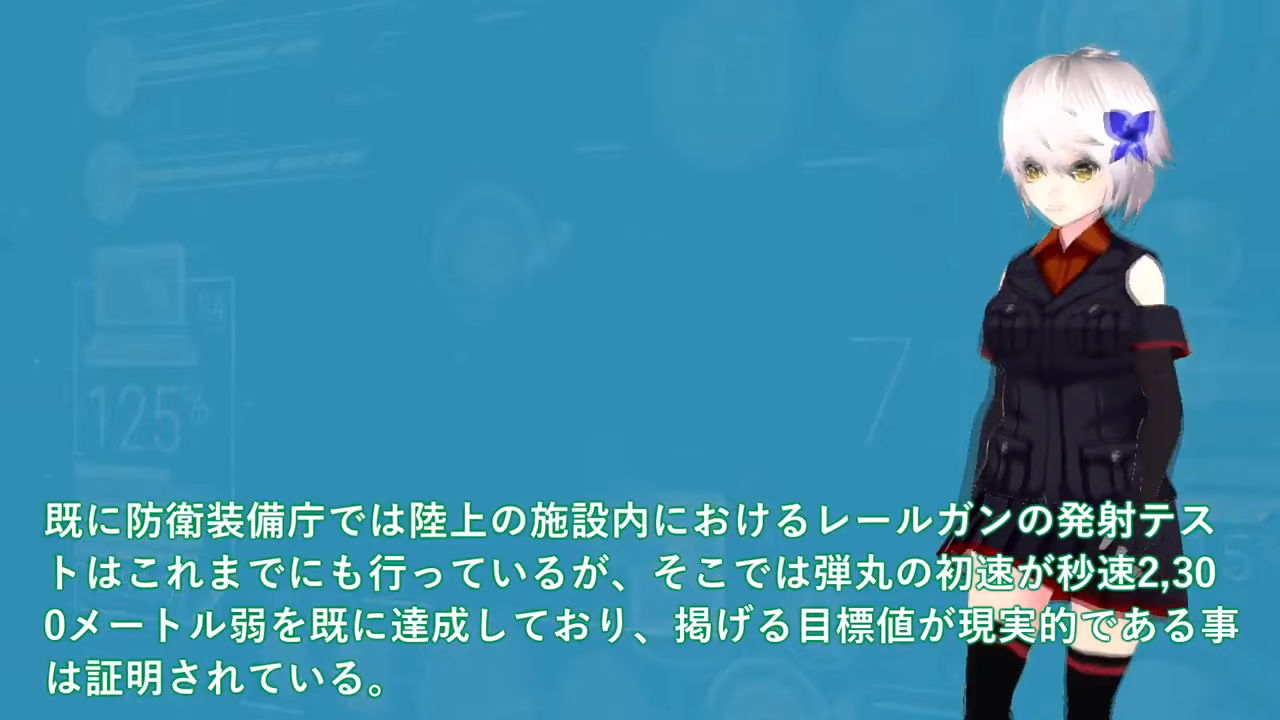 125%
7
既に防衛装備庁では陸上の施設内におけるレールガンの発射テス
トはこれまでにも行っているが、そこでは弾丸の初速が秒速2,30
0メートル弱を既に達成しており、掲げる目標値が現実的である事
は証明されている。